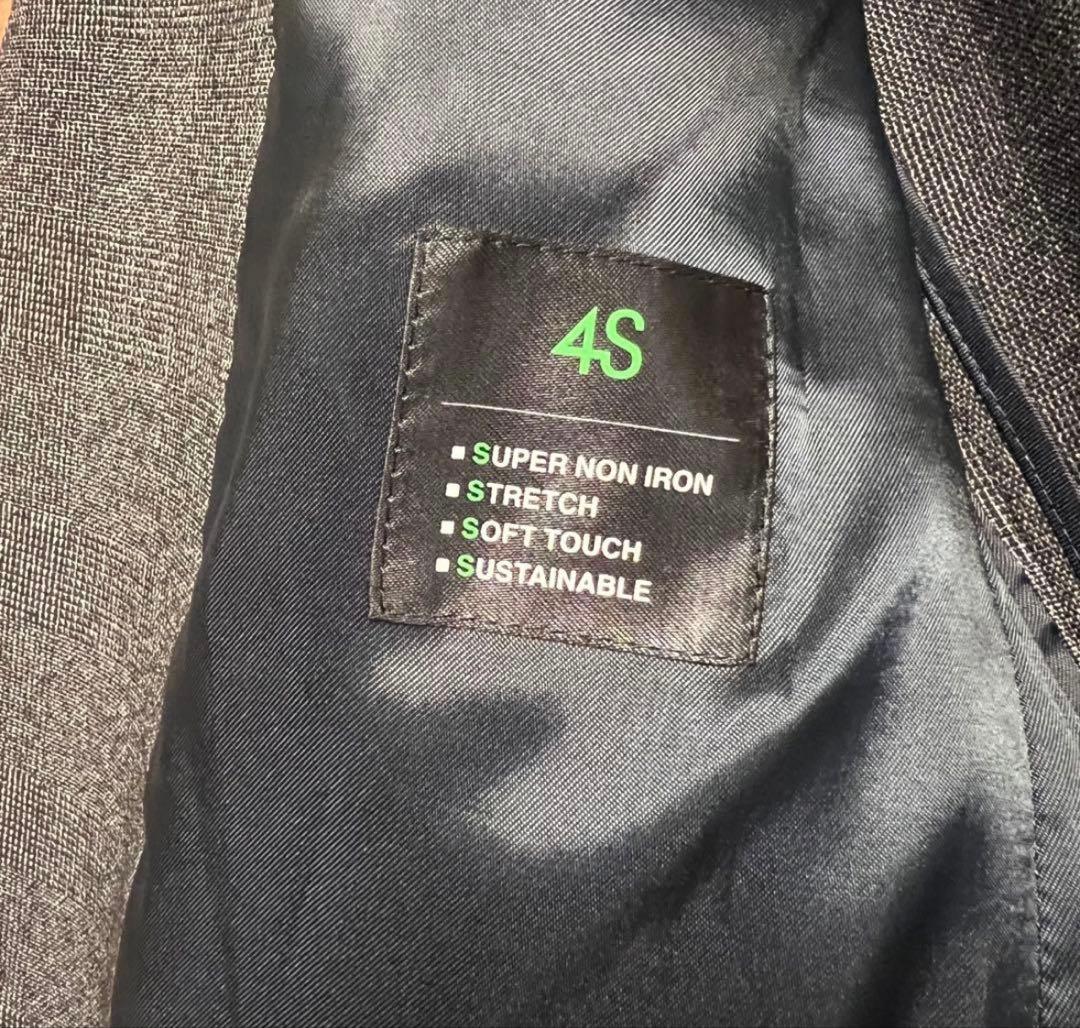 4S
▪ SUPER NON IRON
▪ STRETCH
▪ SOFT TOUCH
▪ SUSTAINABLE